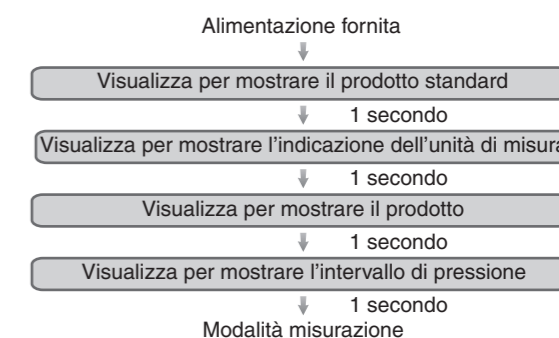 Alimentazione fornita
Visualizza per mostrare il prodotto standard
1 secondo
Visualizza per mostrare l'indicazione dell'unità di misura
1 secondo
Visualizza per mostrare il prodotto
1 secondo
Visualizza per mostrare l'intervallo di pressione
1 secondo
Modalità misurazione